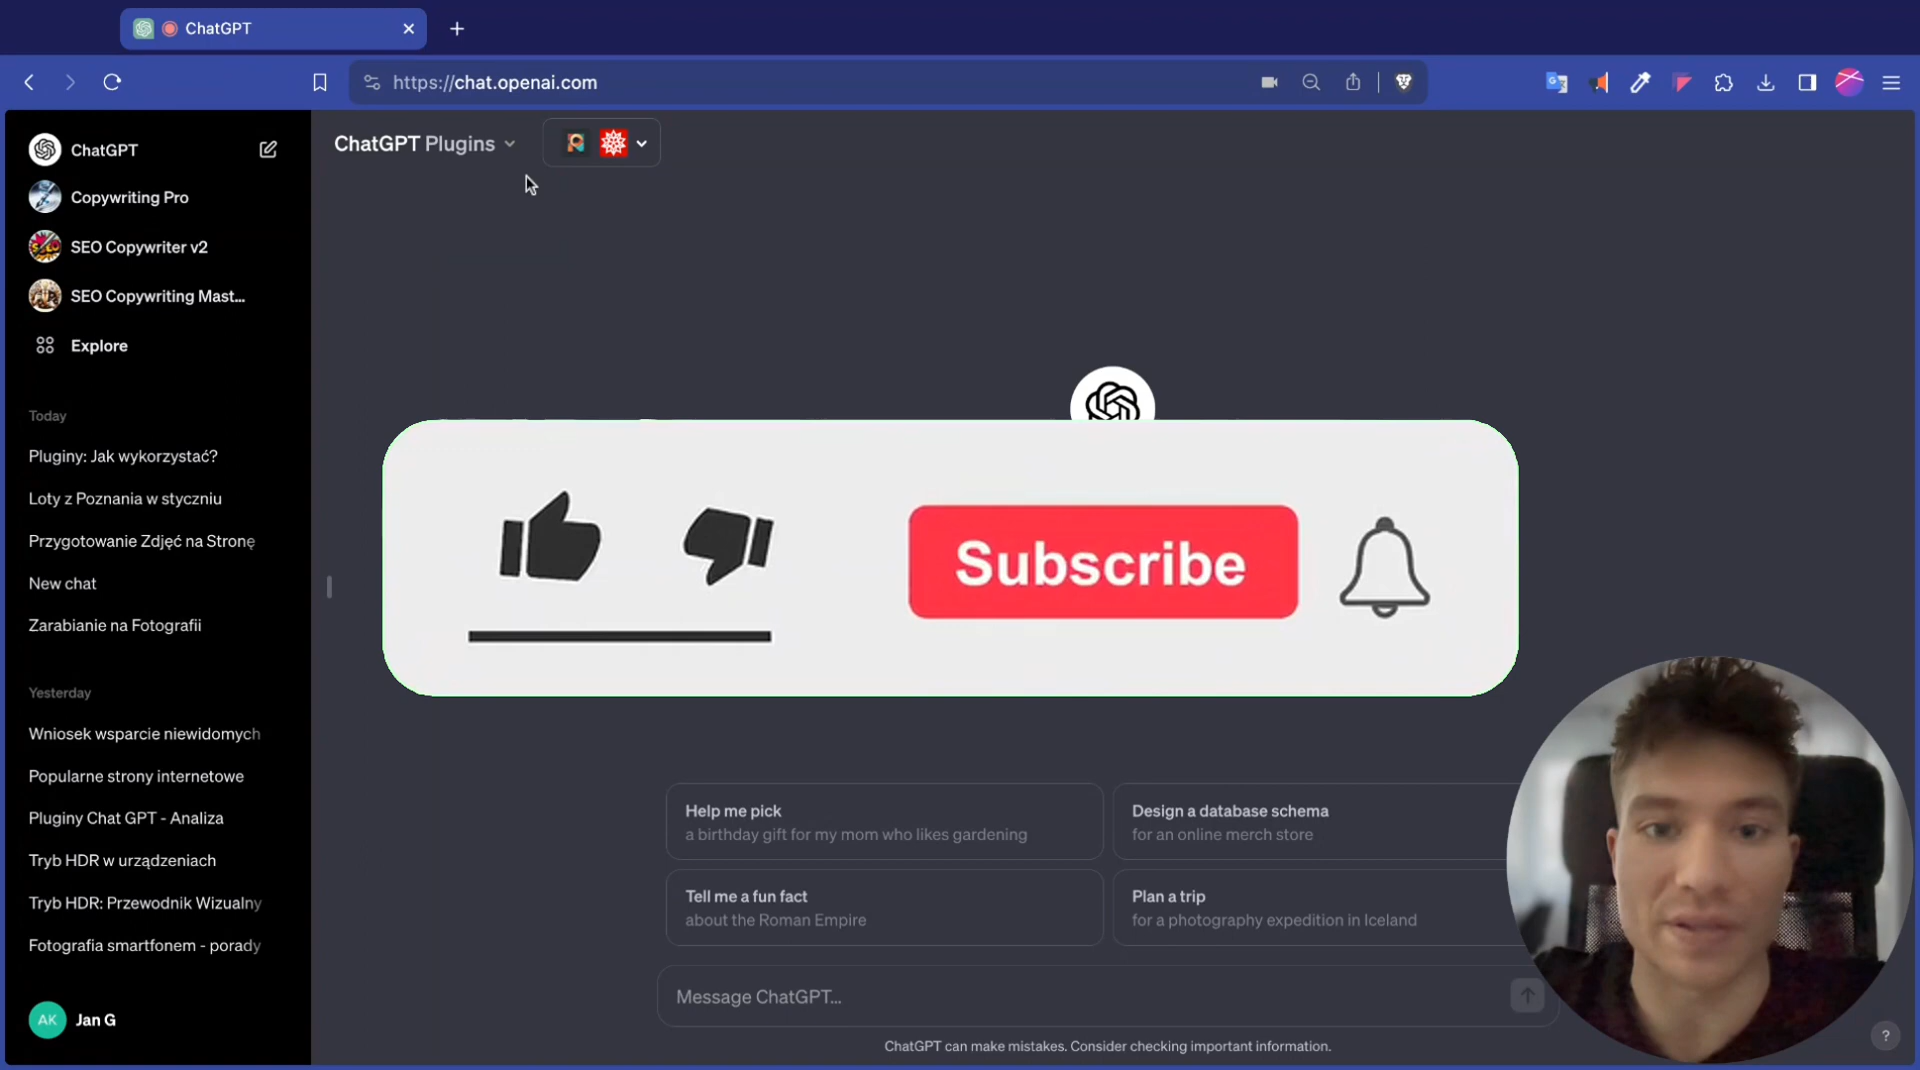 ChatGPT
https://chat.openai.com
ChatGPT
Copywriting Pro
SEO Copywriter v2
SEO Copywriting Mast...
Explore
Today
Pluginy: Jak wykorzystać?
Loty z Poznania w styczniu
Przygotowanie Zdjęć na Stronę
New chat
Zarabianie na Fotografii
Yesterday
Wniosek wsparcie niewidomych
Popularne strony internetowe
Pluginy Chat GPT - Analiza
Tryb HDR w urządzeniach
Tryb HDR: Przewodnik Wizualny
Fotografia smartfonem - porady
AK Jan G
ChatGPT Plugins
Subscribe
Help me pick
a birthday gift for my mom who likes gardening
Design a database schema
for an online merch store
Tell me a fun fact
about the Roman Empire
Plan a trip
for a photography expedition in Iceland
Message ChatGPT...
ChatGPT can make mistakes. Consider checking important information.
?